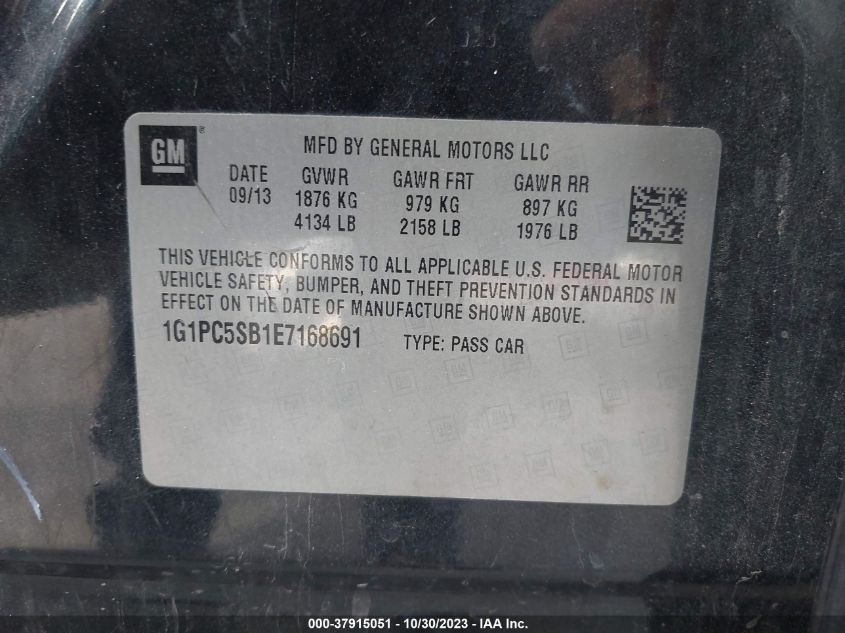 GM®
MFD BY GENERAL MOTORS LLC
DATE GVWR GAWR FRT GAWR RR
09/13 1876 KG 979 KG 897 KG
4134 LB 2158 LB 1976 LB
THIS VEHICLE CONFORMS TO ALL APPLICABLE U.S. FEDERAL MOTOR
VEHICLE SAFETY, BUMPER, AND THEFT PREVENTION STANDARDS IN
EFFECT ON THE DATE OF MANUFACTURE SHOWN ABOVE.
1G1PC5SB1E7168691 TYPE: PASS CAR
000-37915051 - 10/30/2023 - © IAA Inc.